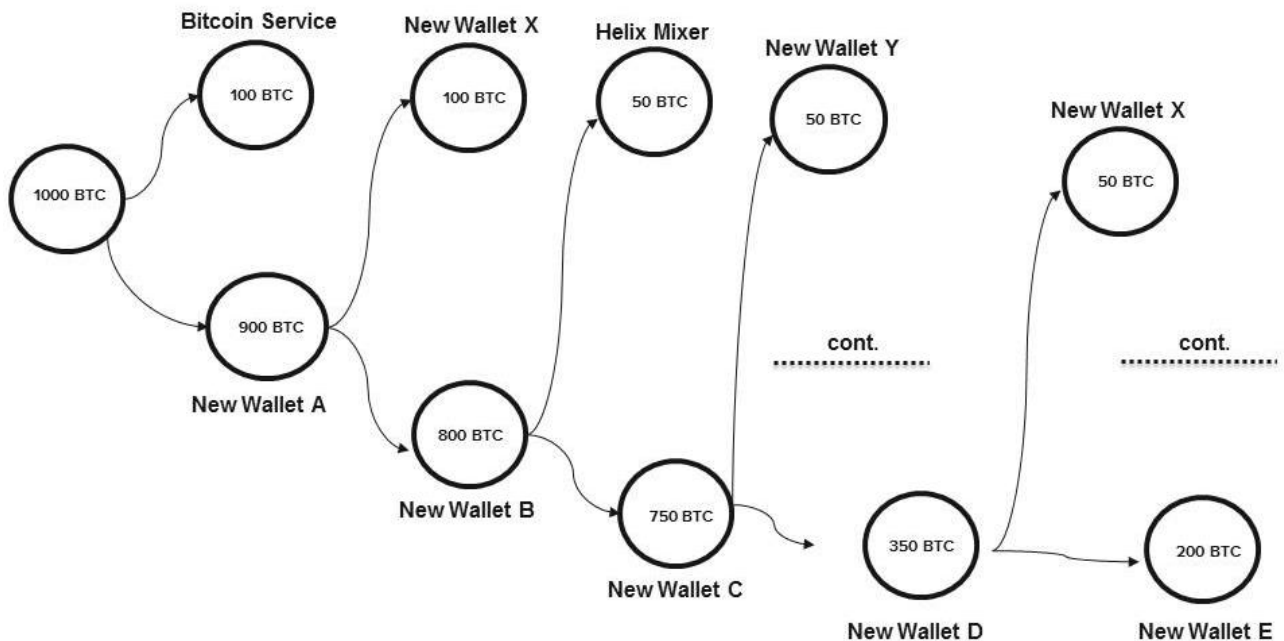 Bitcoin Service
100 BTC
New Wallet X
100 BTC
Helix Mixer
50 BTC
New Wallet Y
50 BTC
New Wallet X
50 BTC
1000 BTC
900 BTC
New Wallet A
800 BTC
New Wallet B
750 BTC
New Wallet C
cont.
350 BTC
New Wallet D
cont.
200 BTC
New Wallet E